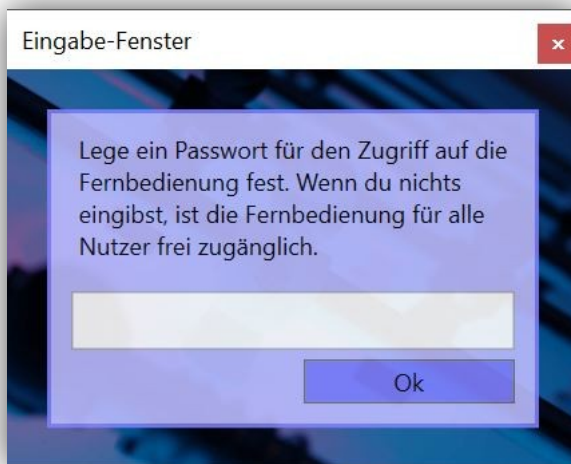 Eingabe-Fenster
x
Lege ein Passwort für den Zugriff auf die
Fernbedienung fest. Wenn du nichts
eingibst, ist die Fernbedienung für alle
Nutzer frei zugänglich.
Ok